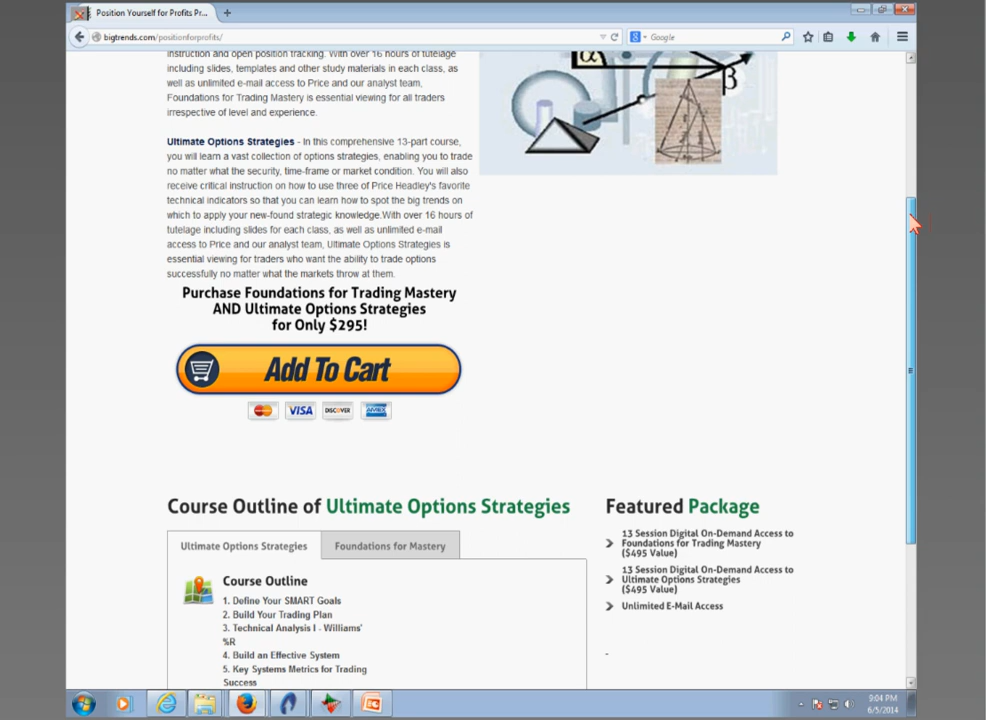 Position Yourself for Profits Pr...
bigtrends.com/positionforprofits/
Google
instruction and open position tracking. With over 16 hours of tutelage
including slides, templates and other study materials in each class, as
well as unlimited e-mail access to Price and our analyst team,
Foundations for Trading Mastery is essential viewing for all traders
irrespective of level and experience.
α
β
Ultimate Options Strategies - In this comprehensive 13-part course,
you will learn a vast collection of options strategies, enabling you to trade
no matter what the security, time-frame or market condition. You will also
receive critical instruction on how to use three of Price Headley's favorite
technical indicators so that you can learn how to spot the big trends on
which to apply your new-found strategic knowledge.With over 16 hours of
tutelage including slides for each class, as well as unlimited e-mail
access to Price and our analyst team, Ultimate Options Strategies is
essential viewing for traders who want the ability to trade options
successfully no matter what the markets throw at them.
Purchase Foundations for Trading Mastery
AND Ultimate Options Strategies
for Only $295!
Add To Cart
VISA
DISCOVER
AMEX
Course Outline of Ultimate Options Strategies
Ultimate Options Strategies
Foundations for Mastery
Course Outline
1. Define Your SMART Goals
2. Build Your Trading Plan
3. Technical Analysis I - Williams'
%R
4. Build an Effective System
5. Key Systems Metrics for Trading
Success
Featured Package
13 Session Digital On-Demand Access to
Foundations for Trading Mastery
($495 Value)
13 Session Digital On-Demand Access to
Ultimate Options Strategies
($495 Value)
Unlimited E-Mail Access
-
9:04 PM
6/5/2014